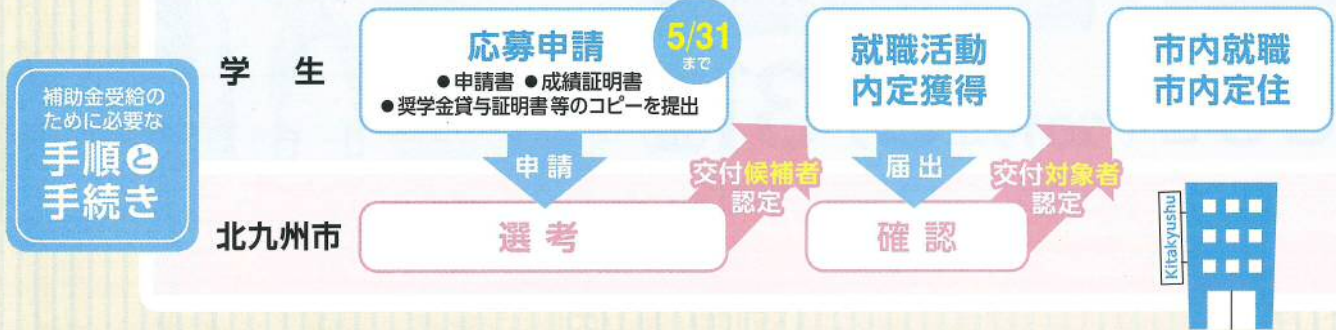 補助金受給の
ために必要な
手順と
手続き
学 生
応募申請
5/31
まで
●申請書 ●成績証明書
●奨学金貸与証明書等のコピーを提出
就職活動
内定獲得
市内就職
市内定住
申請
交付候補者
認定
届出
交付対象者
認定
北九州市
選考
確認
Kitakyushu